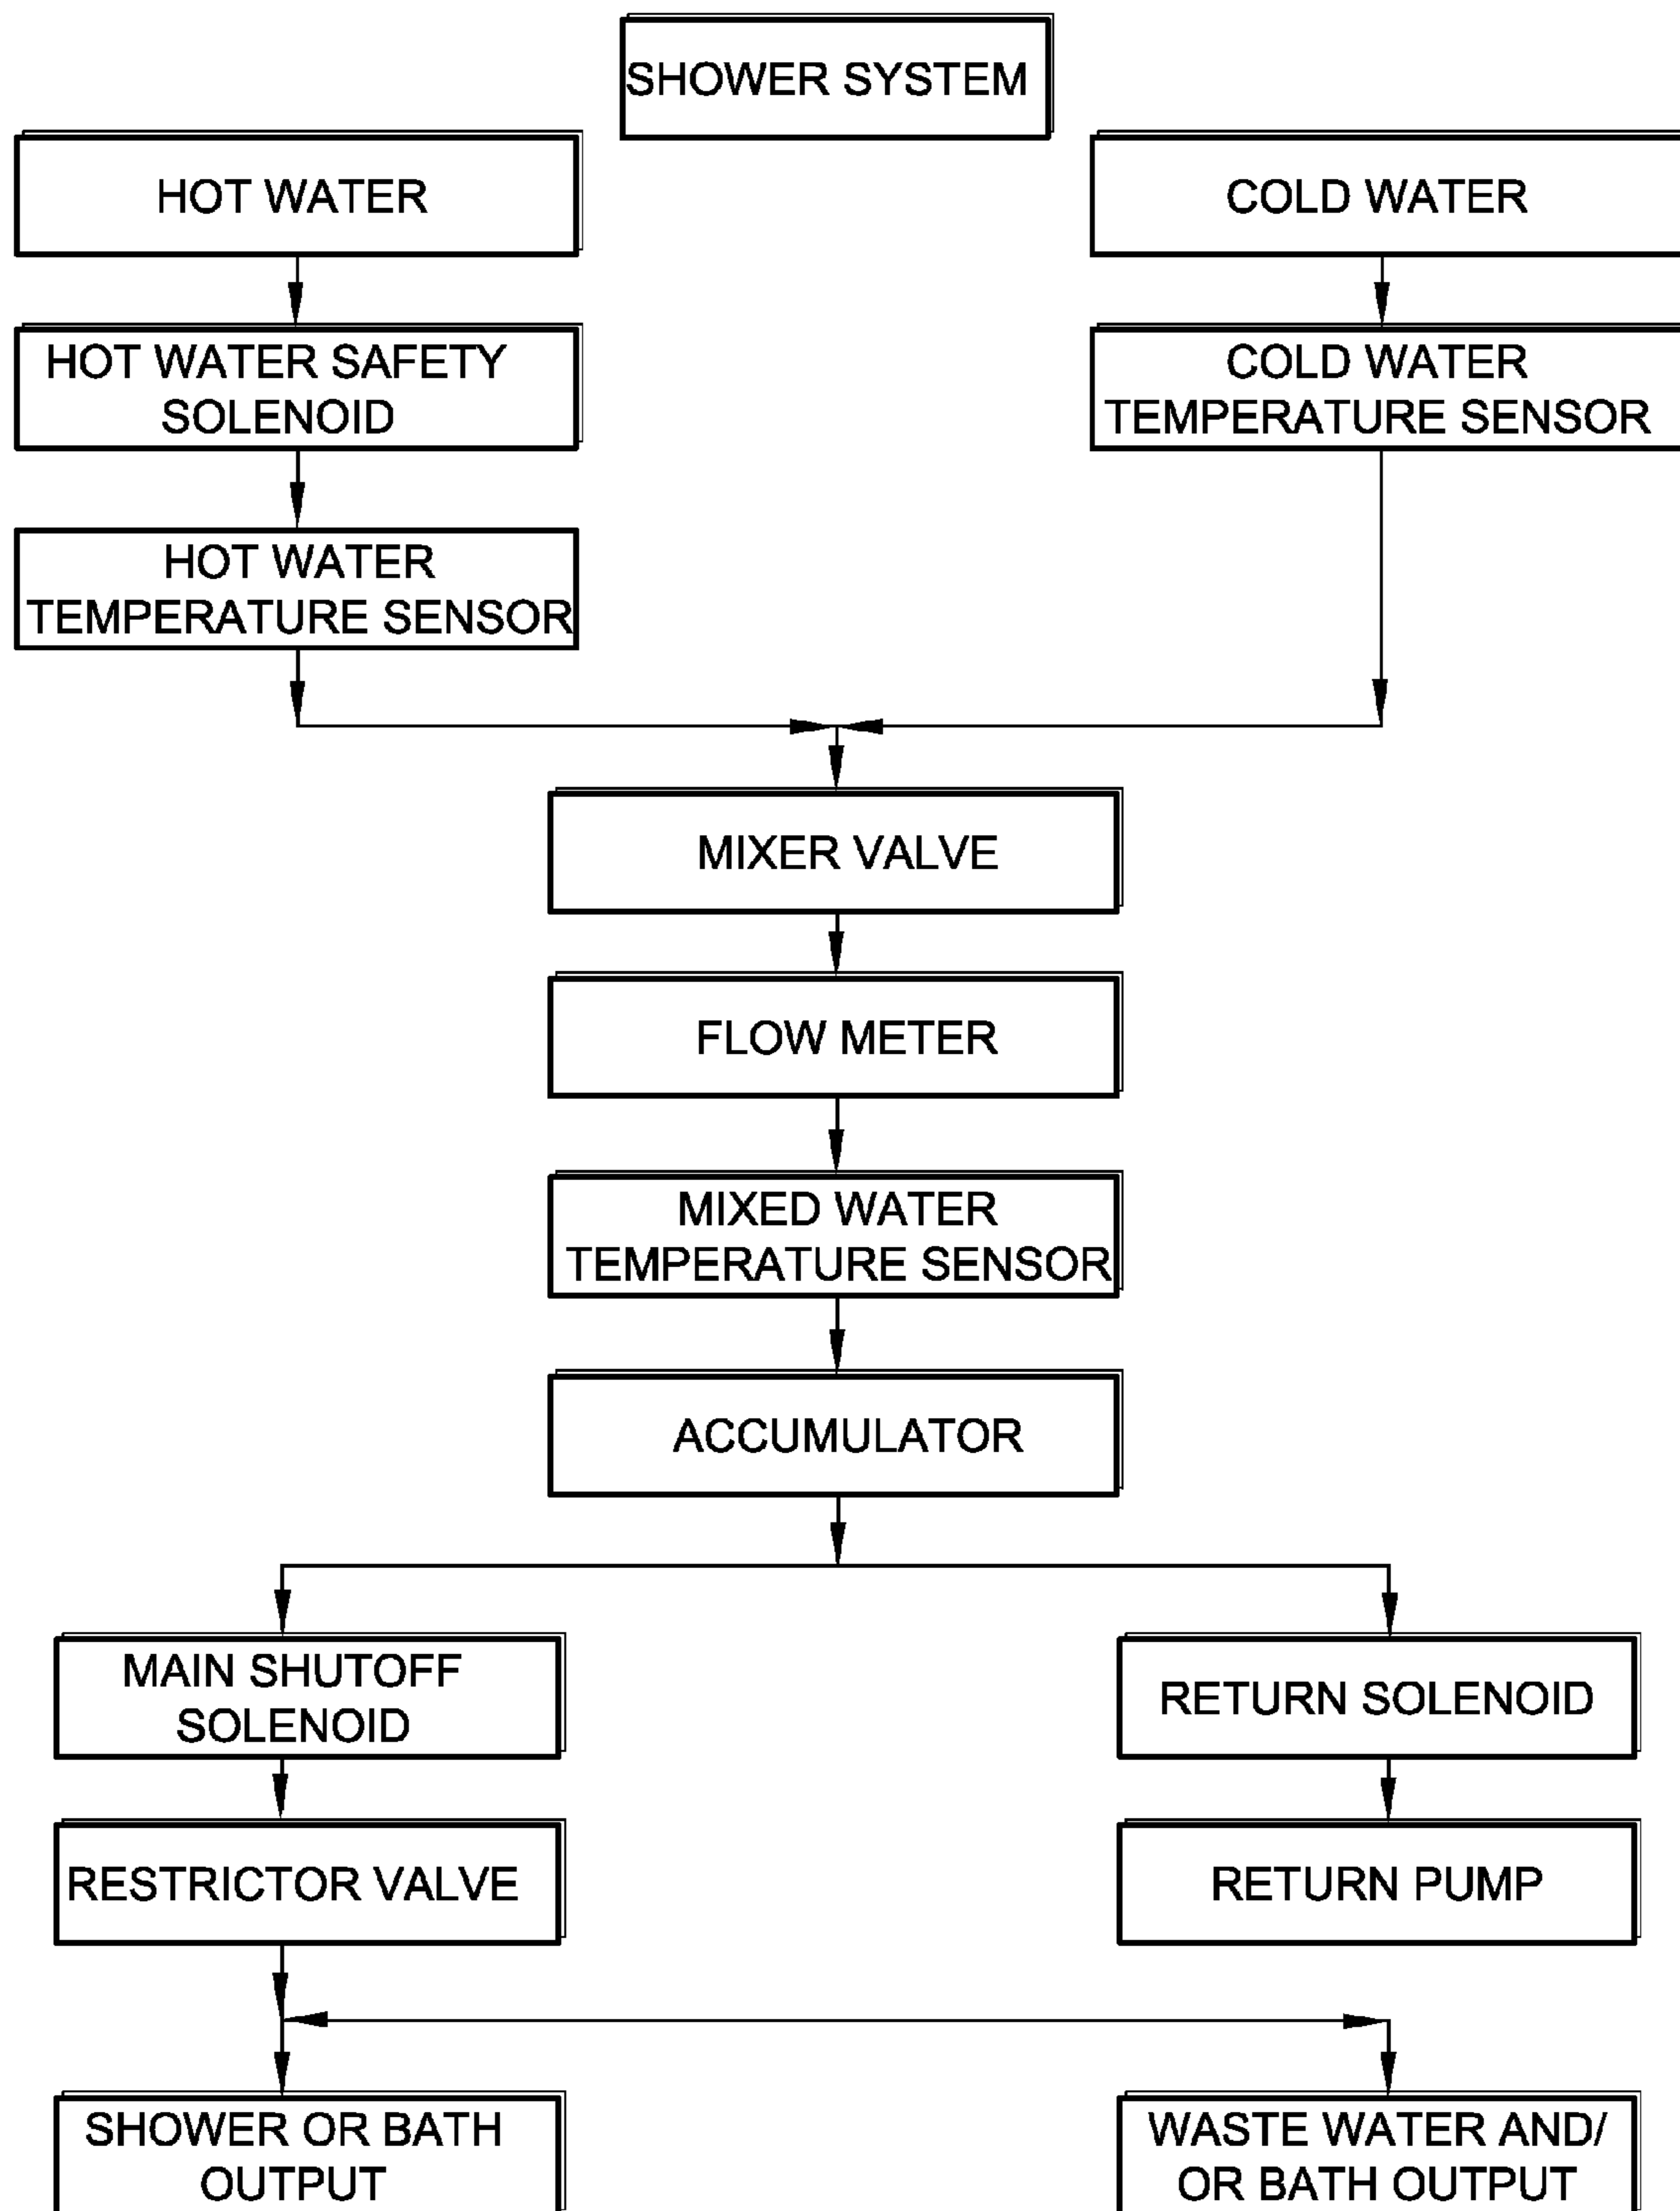 SHOWER SYSTEM
HOT WATER
COLD WATER
HOT WATER SAFETY
SOLENOID
COLD WATER
TEMPERATURE SENSOR
HOT WATER
TEMPERATURE SENSOR
MIXER VALVE
FLOW METER
MIXED WATER
TEMPERATURE SENSOR
ACCUMULATOR
MAIN SHUTOFF
SOLENOID
RETURN SOLENOID
RESTRICTOR VALVE
RETURN PUMP
SHOWER OR BATH
OUTPUT
WASTE WATER AND/
OR BATH OUTPUT